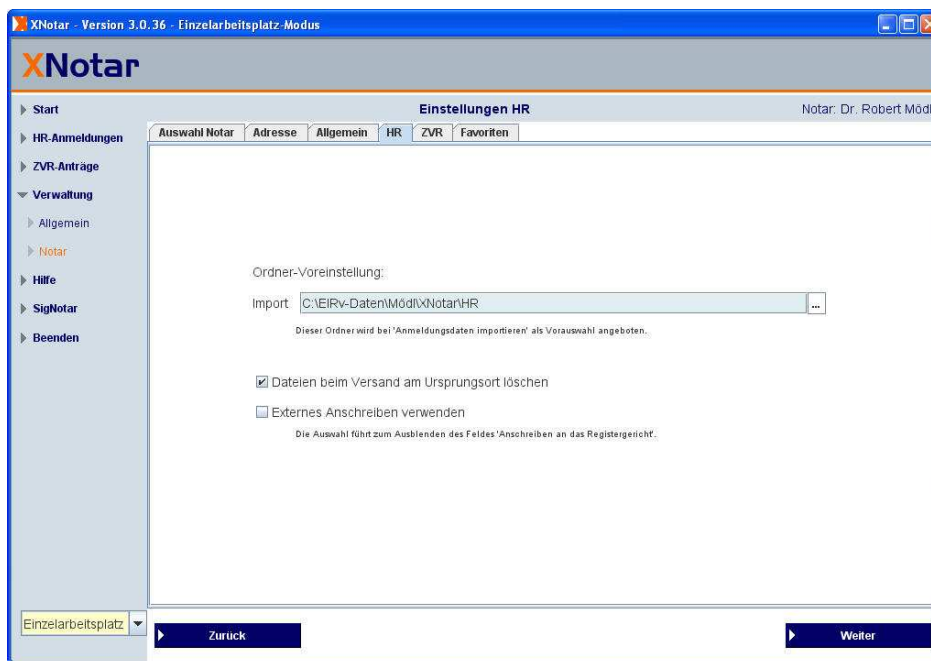 XNotar - Version 3.0.36 - Einzelarbeitsplatz-Modus
XNotar
Einstellungen HR
Notar: Dr. Robert Mödl
Start
HR-Anmeldungen
ZVR-Anträge
Verwaltung
Allgemein
Notar
Hilfe
SigNotar
Beenden
Auswahl Notar
Adresse
Allgemein
HR
ZVR
Favoriten
Ordner-Voreinstellung:
Import C:\ElRv-Daten\Mödl\XNotar\HR ...
Dieser Ordner wird bei 'Anmeldungsdaten importieren' als Vorauswahl angeboten.
Dateien beim Versand am Ursprungsort löschen
Externes Anschreiben verwenden
Die Auswahl führt zum Ausblenden des Feldes 'Anschreiben an das Registergericht'.
Einzelarbeitsplatz
Zurück
Weiter